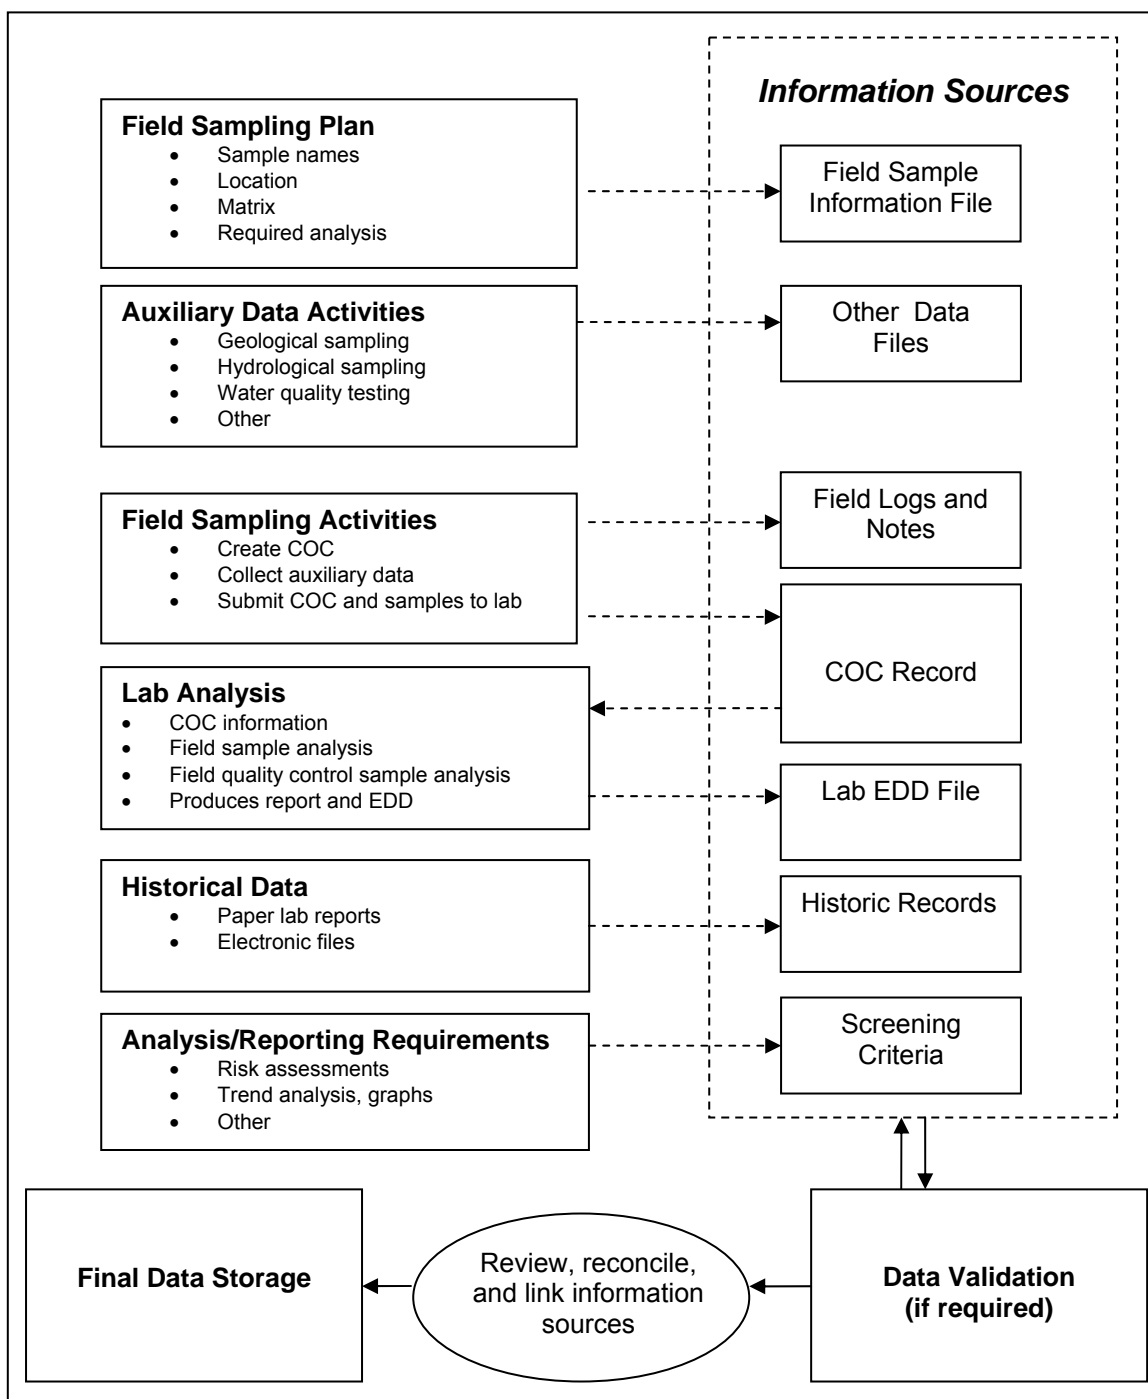 Information Sources
Field Sampling Plan
• Sample names
• Location
• Matrix
• Required analysis
Field Sample
Information File
Auxiliary Data Activities
• Geological sampling
• Hydrological sampling
• Water quality testing
• Other
Other Data
Files
Field Sampling Activities
• Create COC
• Collect auxiliary data
• Submit COC and samples to lab
Field Logs and
Notes
COC Record
Lab Analysis
• COC information
• Field sample analysis
• Field quality control sample analysis
• Produces report and EDD
Lab EDD File
Historical Data
• Paper lab reports
• Electronic files
Historic Records
Analysis/Reporting Requirements
• Risk assessments
• Trend analysis, graphs
• Other
Screening
Criteria
Final Data Storage
Review, reconcile,
and link information
sources
Data Validation
(if required)